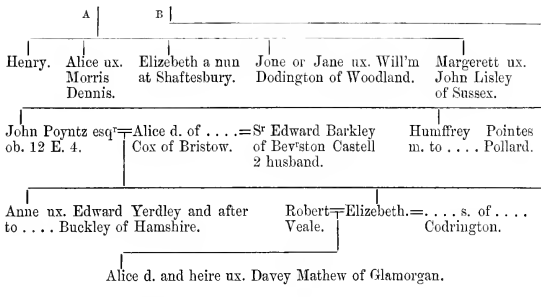 A B
Henry. Alice ux. Elizebeth a nun Jone or Jane ux. Will'm Margerett ux.
Morris at Shaftesbury. Dodington of Woodland. John Lisley
Dennis. of Sussex.
John Poyntz esqr = Alice d. of . . . . = Sr Edward Barkley Humffrey Pointes
ob. 12 E. 4. Cox of Bristow. of Bevrston Castell m. to . . . . Pollard.
2 husband.
Anne ux. Edward Yerdley and after Robert = Elizebeth. = . . . . s. of . . . .
to . . . . Buckley of Hamshire. Veale. Codrington.
Alice d. and heire ux. Davey Mathew of Glamorgan.